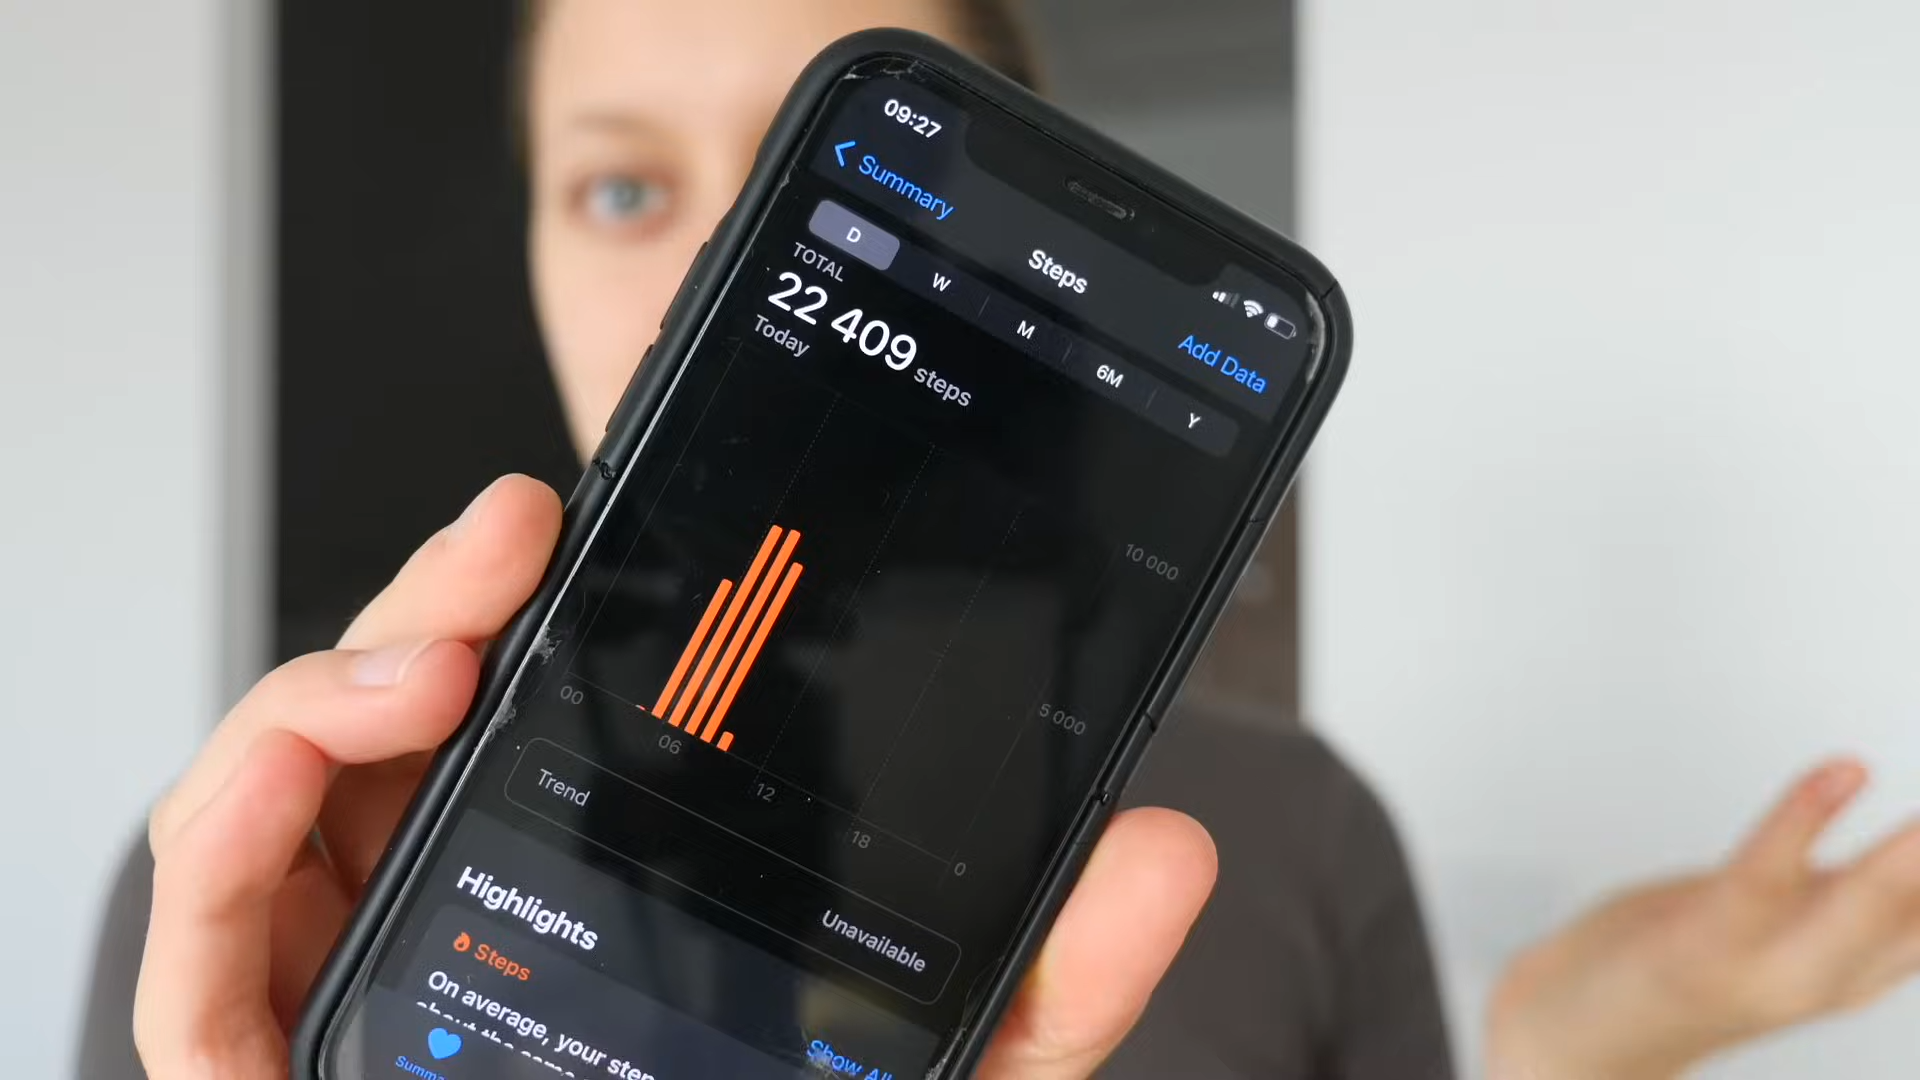 09:27
Summary
Steps
Add Data
D W M 6M Y
TOTAL
22 409 steps
Today
10 000
5 000
0
00 06 12 18
Trend
Unavailable
Highlights
Show All
Steps
On average, your
Summa